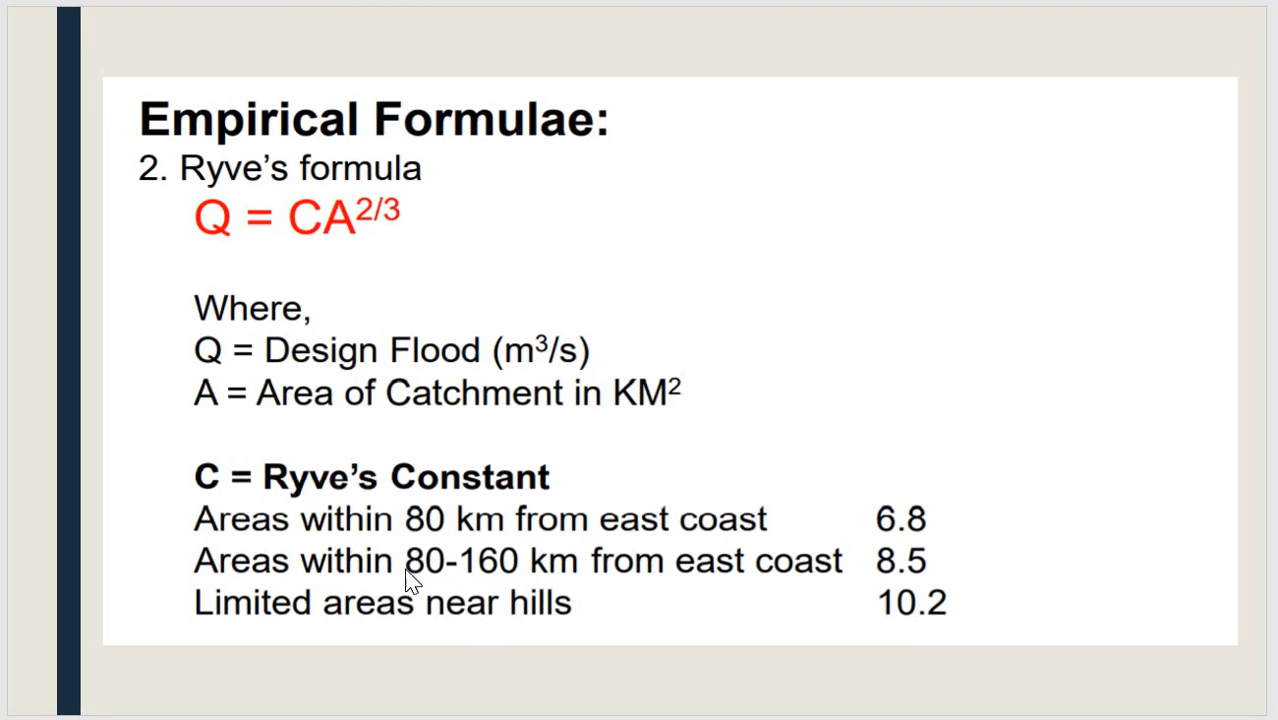 Empirical Formulae:
2. Ryve’s formula
Q = CA²/³
Where,
Q = Design Flood (m³/s)
A = Area of Catchment in KM²
C = Ryve’s Constant
Areas within 80 km from east coast 6.8
Areas within 80-160 km from east coast 8.5
Limited areas near hills 10.2